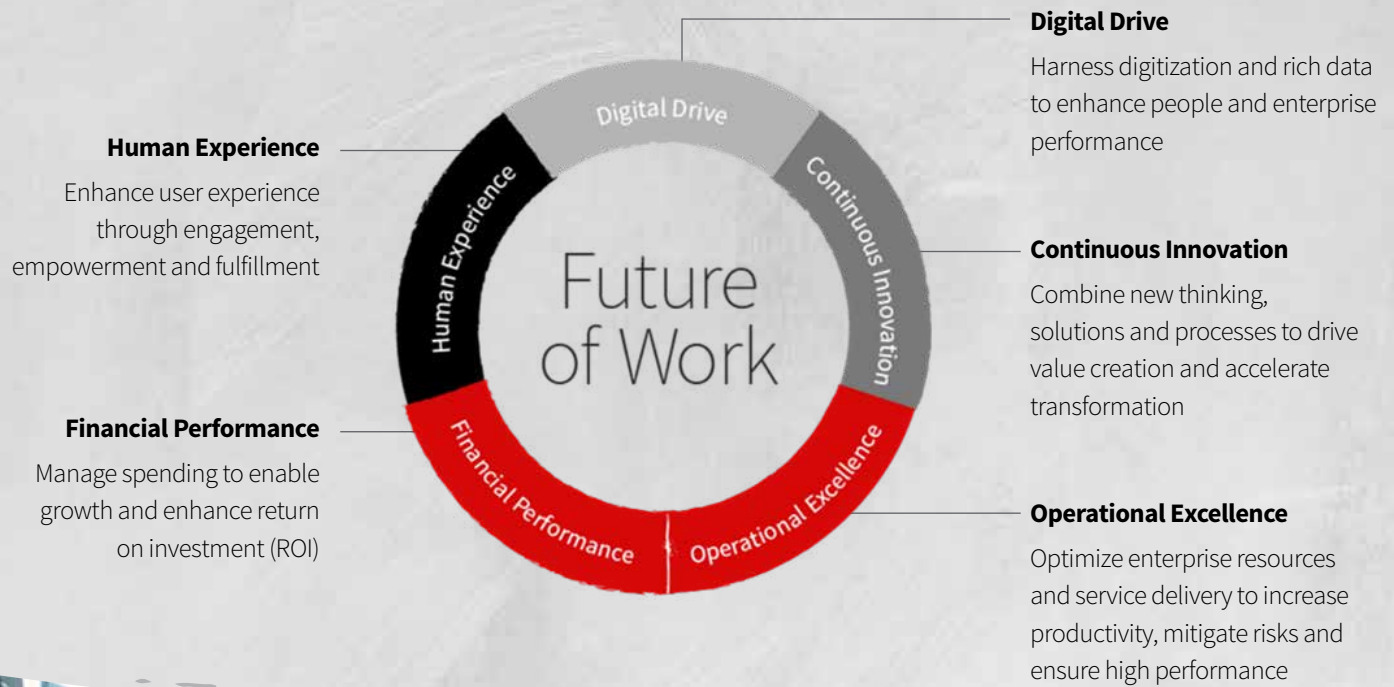 Digital Drive
Harness digitization and rich data
to enhance people and enterprise
performance
Human Experience
Enhance user experience
through engagement,
empowerment and fulfillment
Continuous Innovation
Combine new thinking,
solutions and processes to drive
value creation and accelerate
transformation
Financial Performance
Manage spending to enable
growth and enhance return
on investment (ROI)
Operational Excellence
Optimize enterprise resources
and service delivery to increase
productivity, mitigate risks and
ensure high performance
Digital Drive
Human Experience
Continuous Innovation
Future
of Work
Financial Performance
Operational Excellence